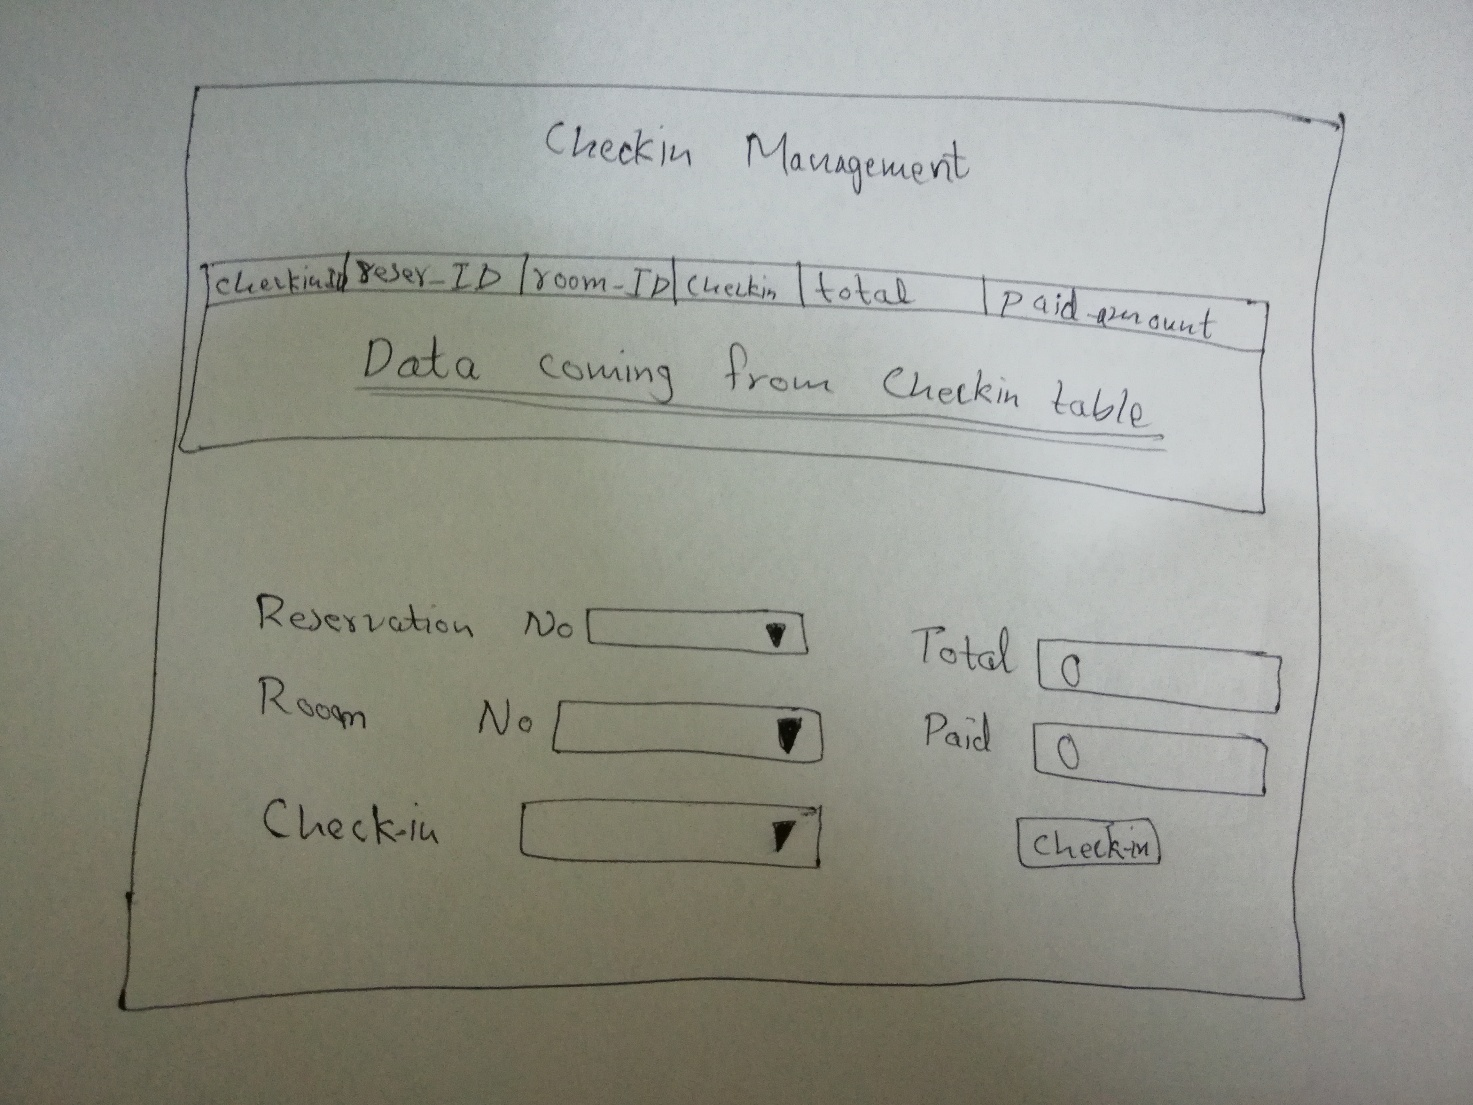 Checkin Management
CheckinId reser_ID room_ID Checkin total paid_amount
Data coming from Checkin table
Reservation No
Total 0
Room No
Paid 0
Check-in
Check-in